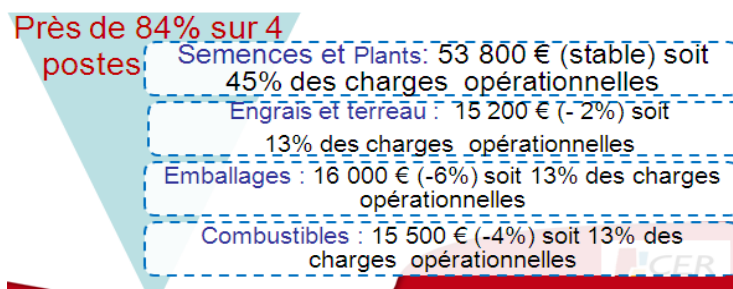 Près de 84% sur 4
postes
Semences et Plants: 53 800 € (stable) soit
45% des charges opérationnelles
Engrais et terreau : 15 200 € (- 2%) soit
13% des charges opérationnelles
Emballages : 16 000 € (-6%) soit 13% des charges
opérationnelles
Combustibles : 15 500 € (-4%) soit 13% des
charges opérationnelles
CER